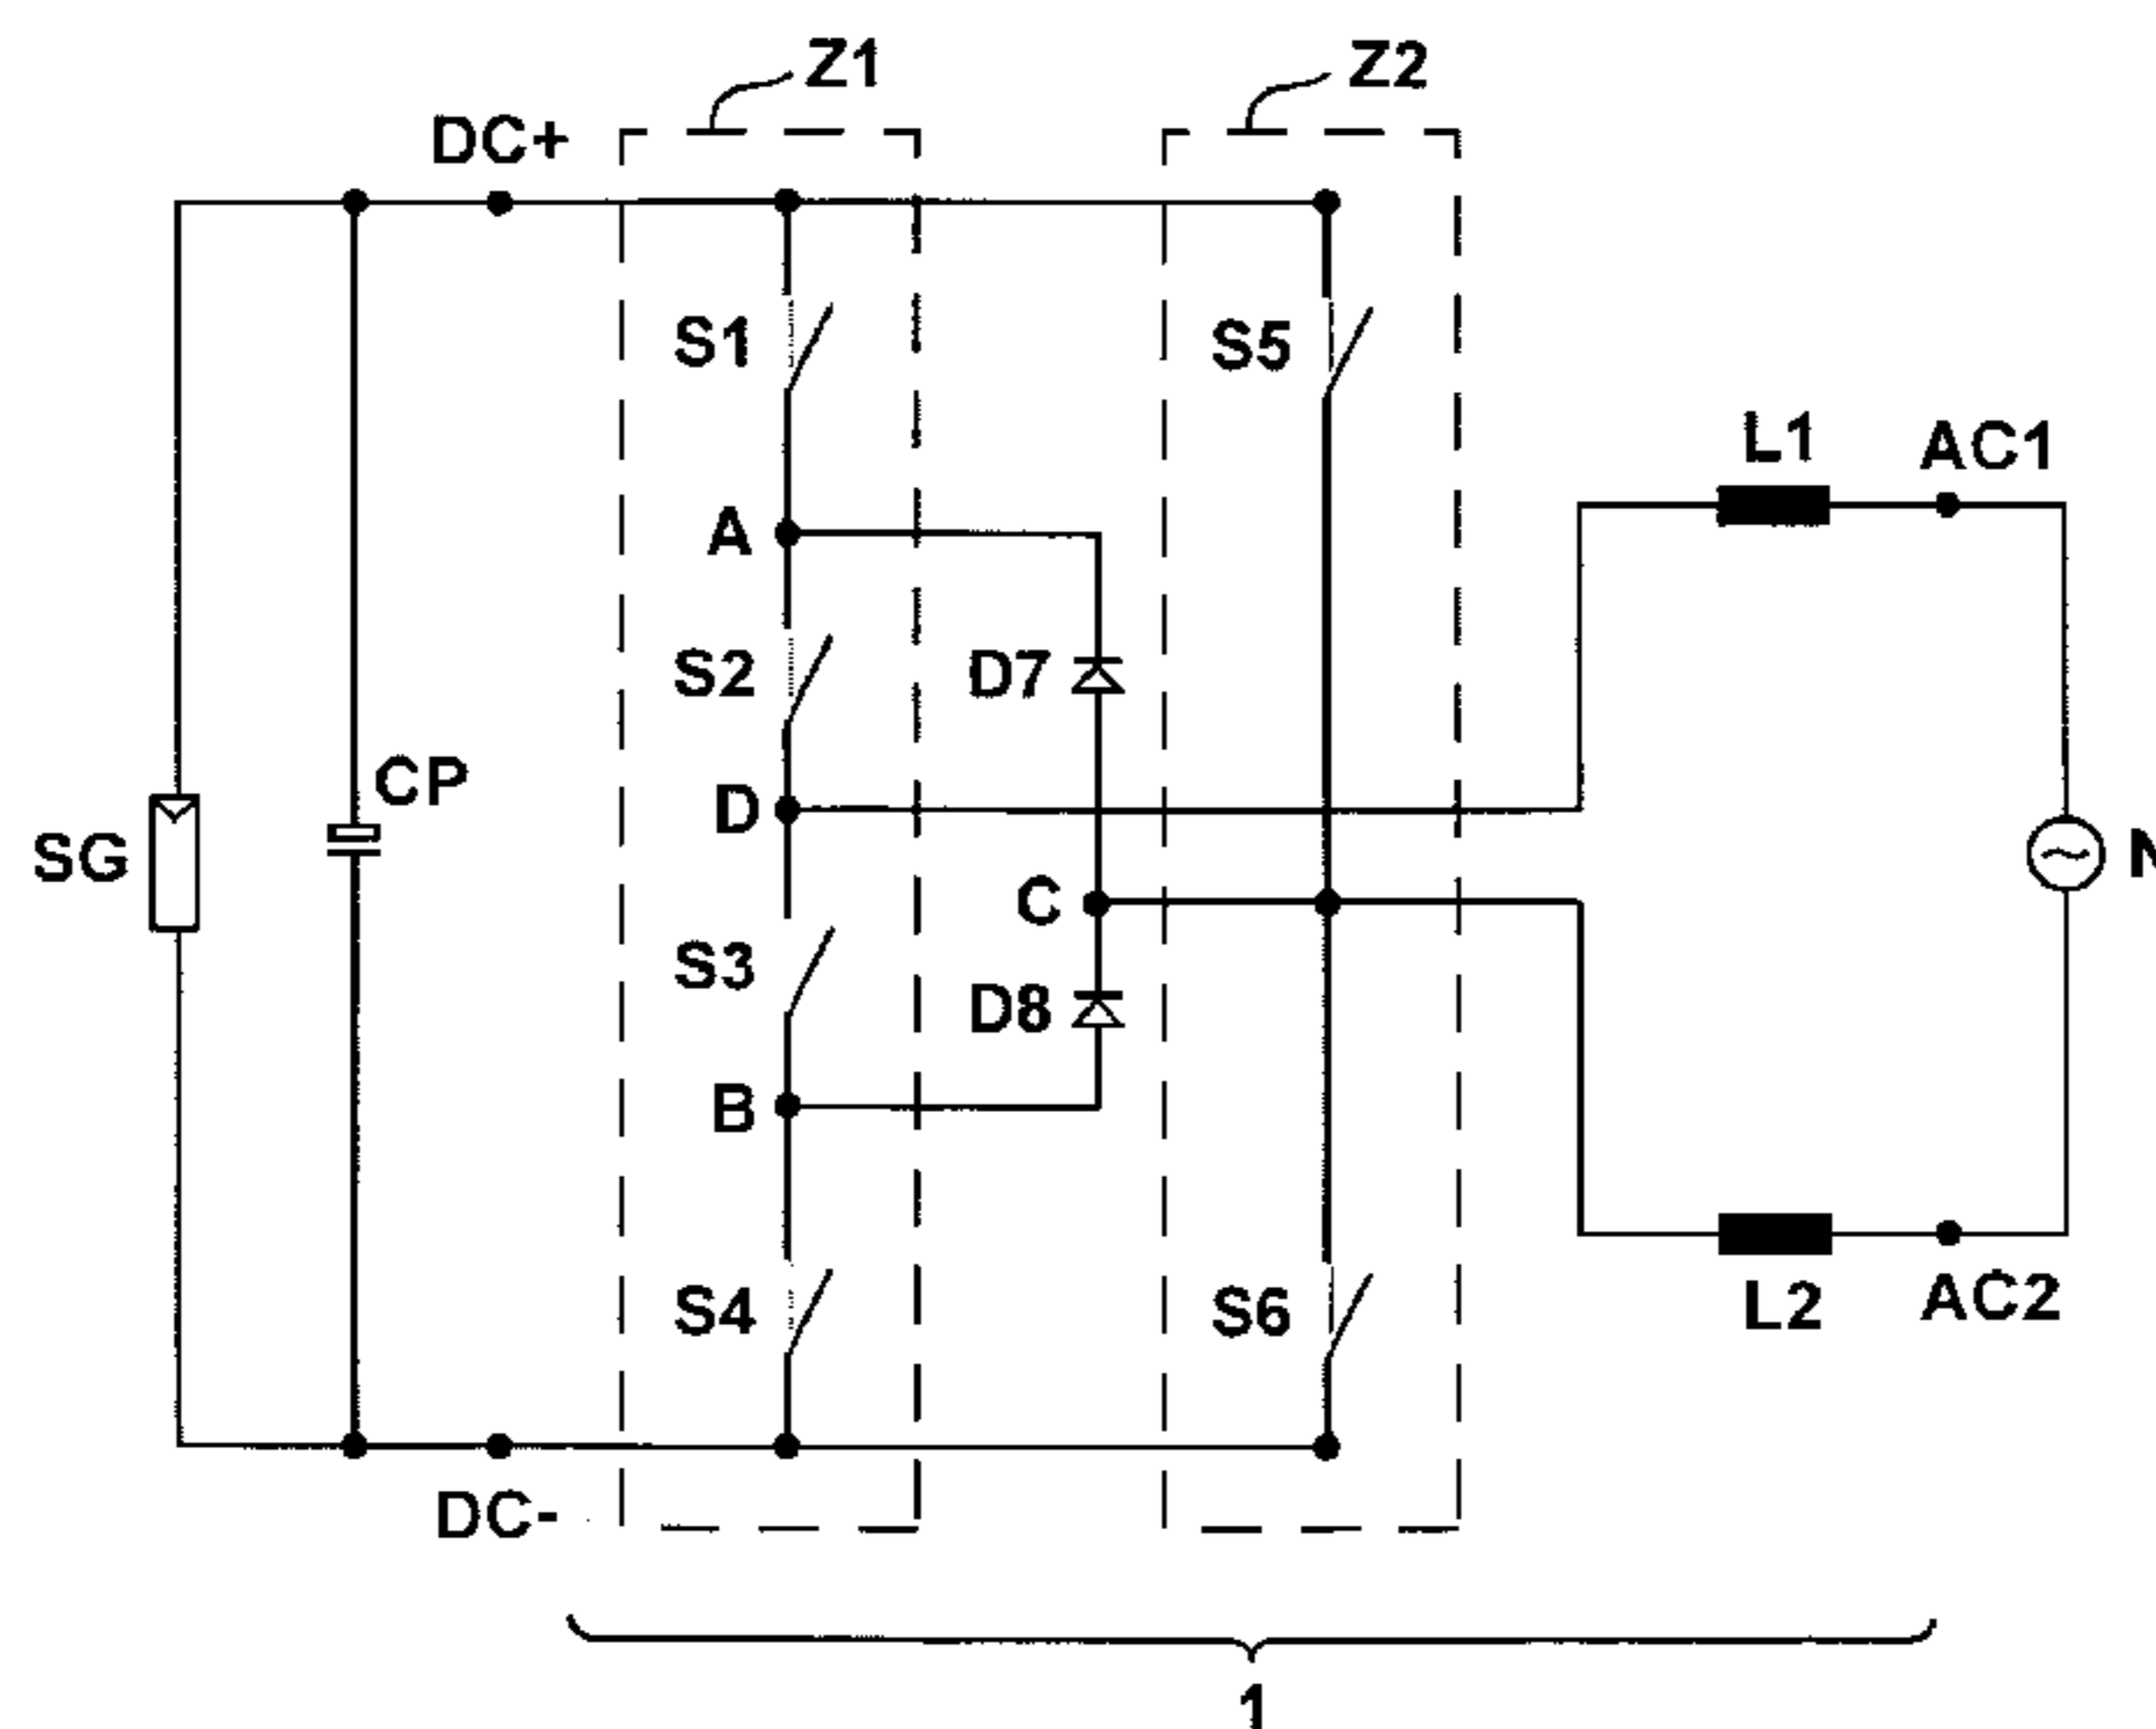 Z1
Z2
DC+
S1
S5
L1
AC1
A
S2
D7
CP
D
SG
N
C
S3
D8
B
S4
S6
L2
AC2
DC-
1